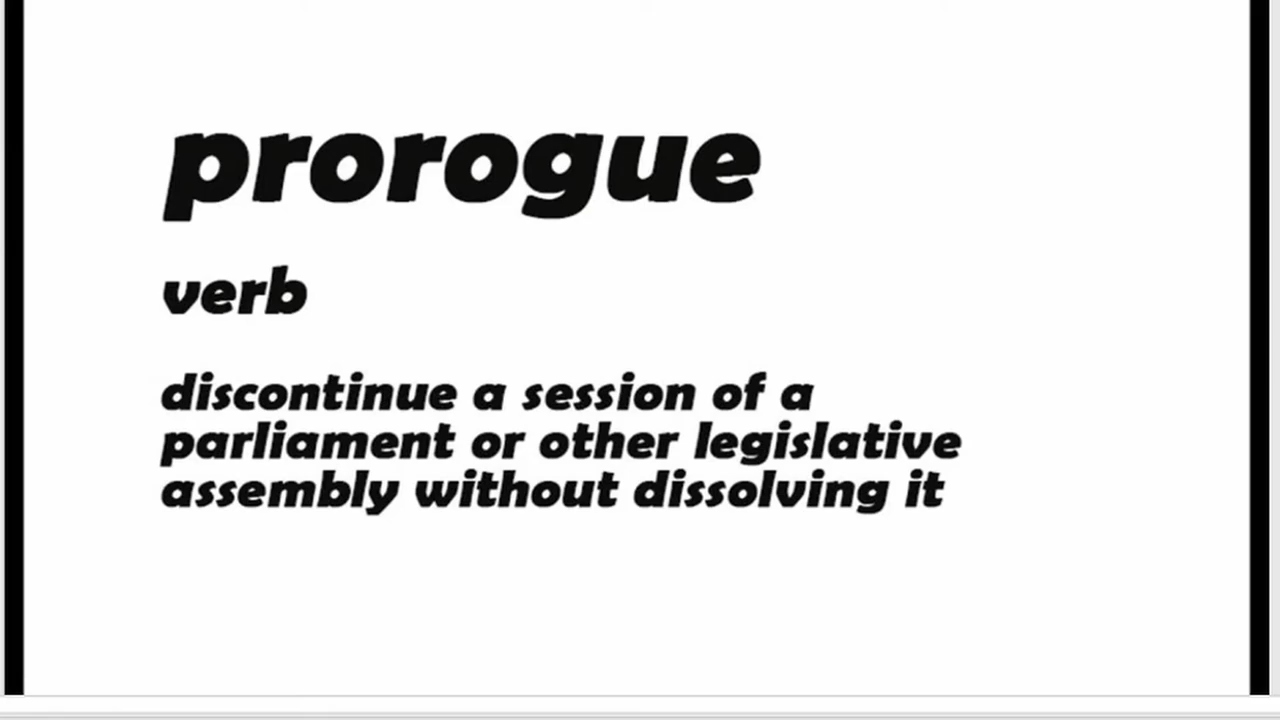 prorogue
verb
discontinue a session of a
parliament or other legislative
assembly without dissolving it